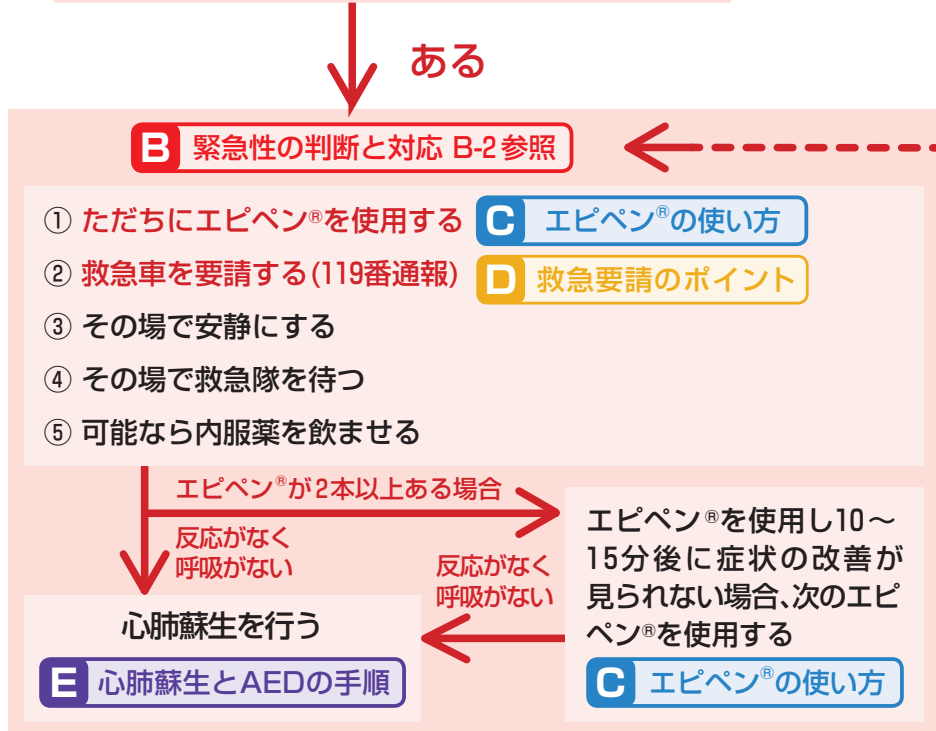 ある
B 緊急性の判断と対応 B-2参照
① ただちにエピペン®を使用する C エピペン®の使い方
② 救急車を要請する(119番通報) D 救急要請のポイント
③ その場で安静にする
④ その場で救急隊を待つ
⑤ 可能なら内服薬を飲ませる
エピペン®が2本以上ある場合
反応がなく
呼吸がない
エピペン®を使用し10～
15分後に症状の改善が
見られない場合、次のエピ
ペン®を使用する
C エピペン®の使い方
反応がなく
呼吸がない
心肺蘇生を行う
E 心肺蘇生とAEDの手順